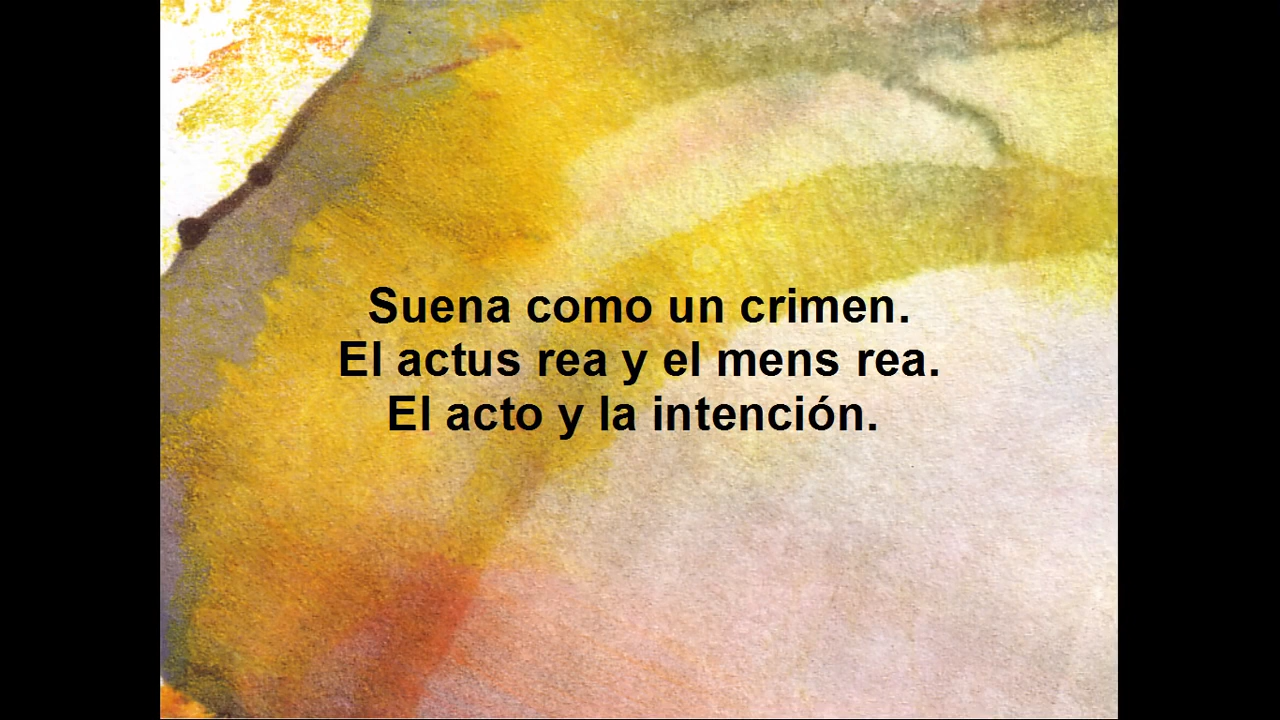 Suena como un crimen.
El actus rea y el mens rea.
El acto y la intención.